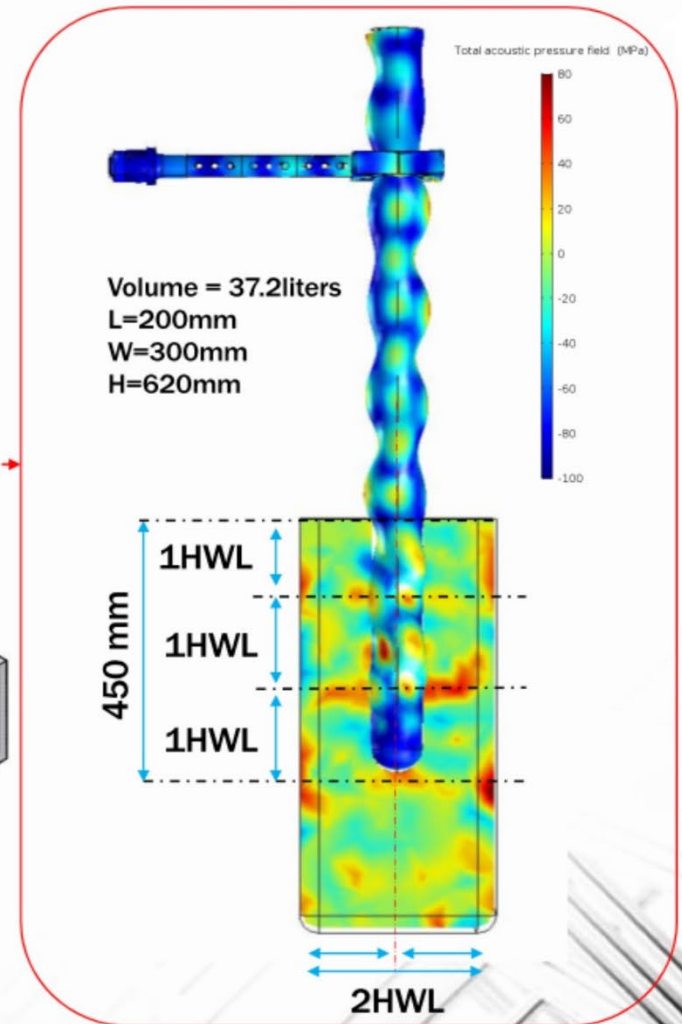 Total acoustic pressure field (MPa)
80
60
40
20
0
-20
-40
-60
-80
-100
Volume = 37.2liters
L=200mm
W=300mm
H=620mm
1HWL
1HWL
1HWL
450 mm
2HWL